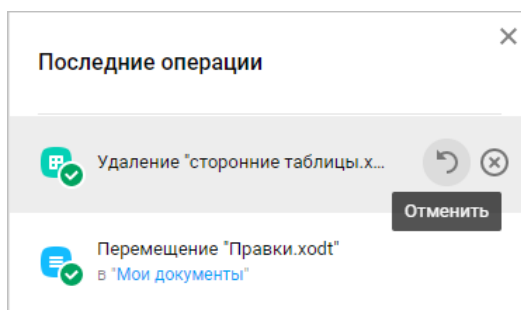 Последние операции
Удаление "сторонние таблицы.x...
Отменить
Перемещение "Правки.xodt"
в "Мои документы"